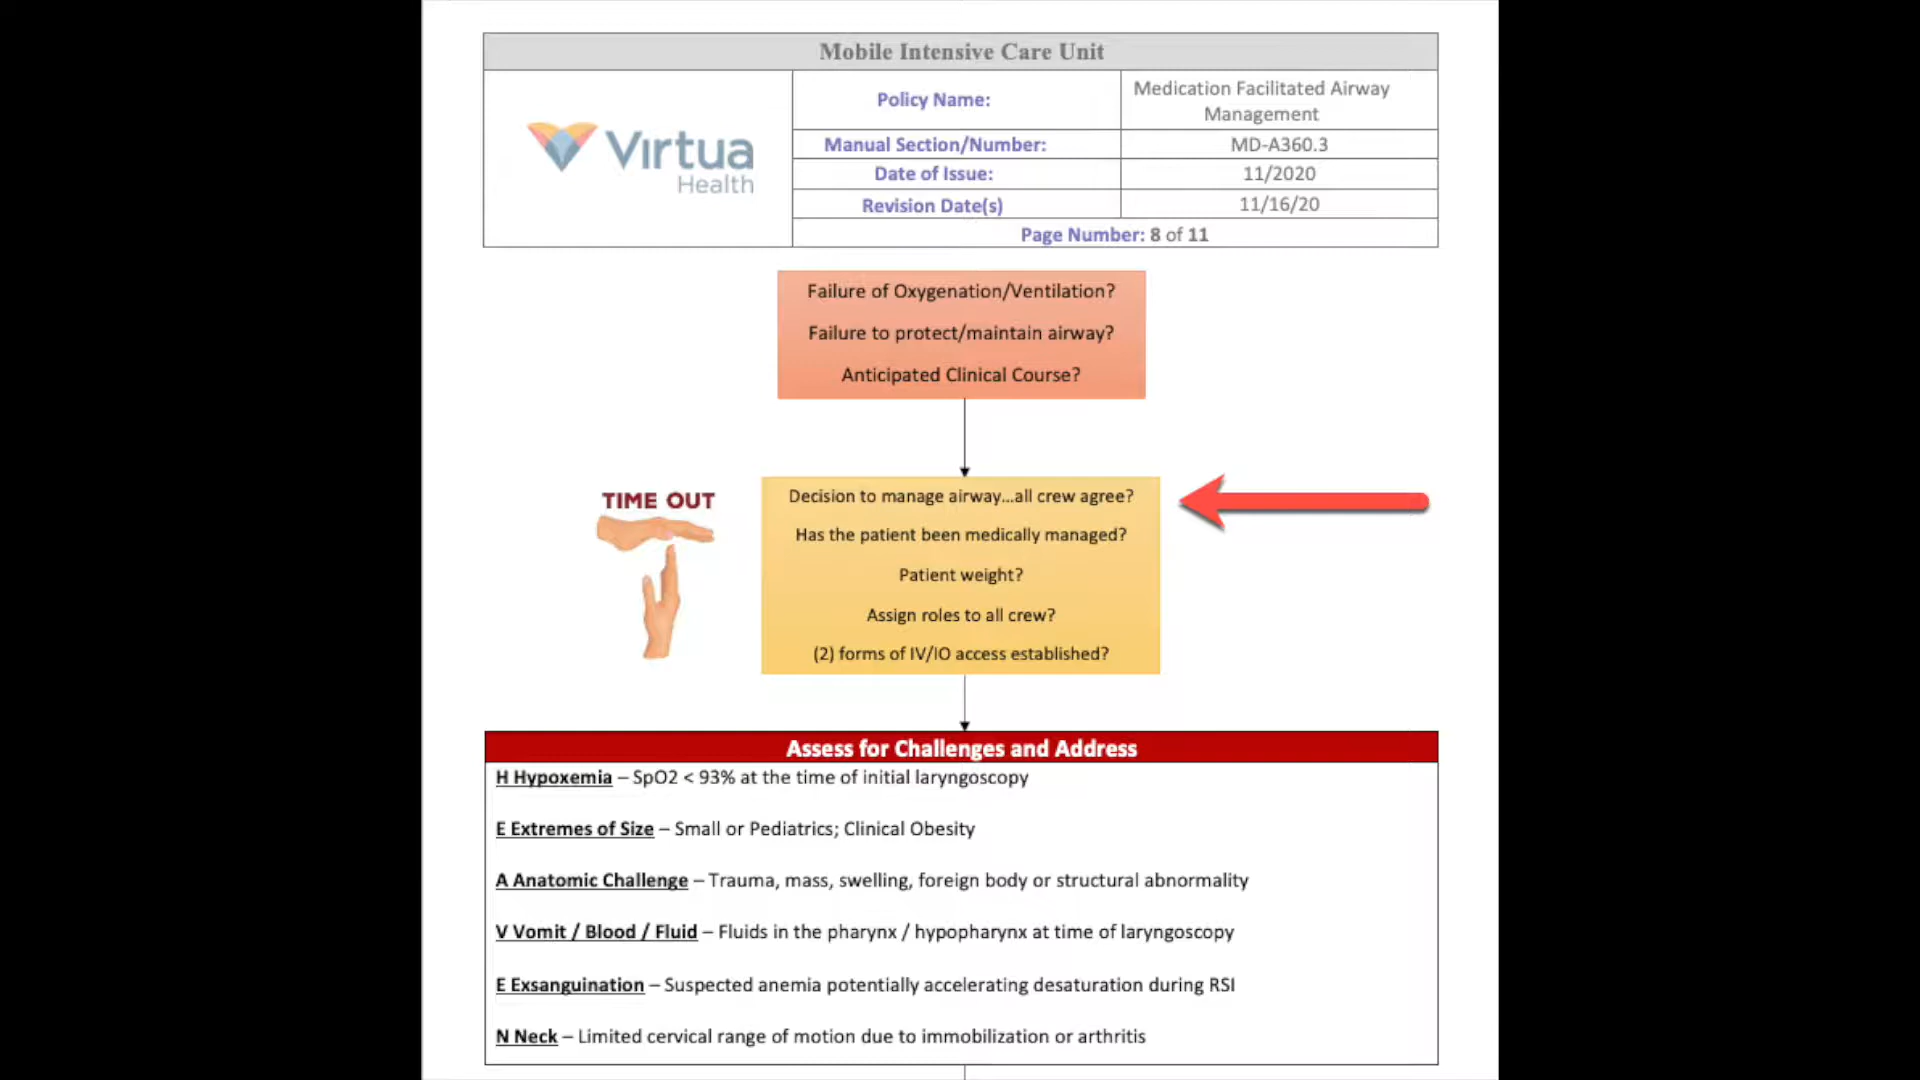 Mobile Intensive Care Unit
Virtua
Health
Policy Name:
Medication Facilitated Airway
Management
Manual Section/Number:
MD-A360.3
Date of Issue:
11/2020
Revision Date(s)
11/16/20
Page Number: 8 of 11
Failure of Oxygenation/Ventilation?
Failure to protect/maintain airway?
Anticipated Clinical Course?
TIME OUT
Decision to manage airway...all crew agree?
Has the patient been medically managed?
Patient weight?
Assign roles to all crew?
(2) forms of IV/IO access established?
Assess for Challenges and Address
H Hypoxemia – SpO2 < 93% at the time of initial laryngoscopy
E Extremes of Size – Small or Pediatrics; Clinical Obesity
A Anatomic Challenge – Trauma, mass, swelling, foreign body or structural abnormality
V Vomit / Blood / Fluid – Fluids in the pharynx / hypopharynx at time of laryngoscopy
E Exsanguination – Suspected anemia potentially accelerating desaturation during RSI
N Neck – Limited cervical range of motion due to immobilization or arthritis